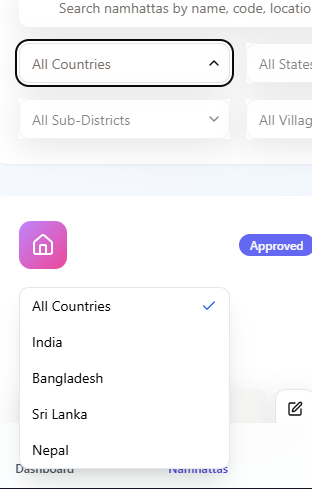 Search namhattas by name, code, locatio
All Countries
All States
All Sub-Districts
All Villag
Approved
All Countries
India
Bangladesh
Sri Lanka
Nepal
Dashboard
Namhattas